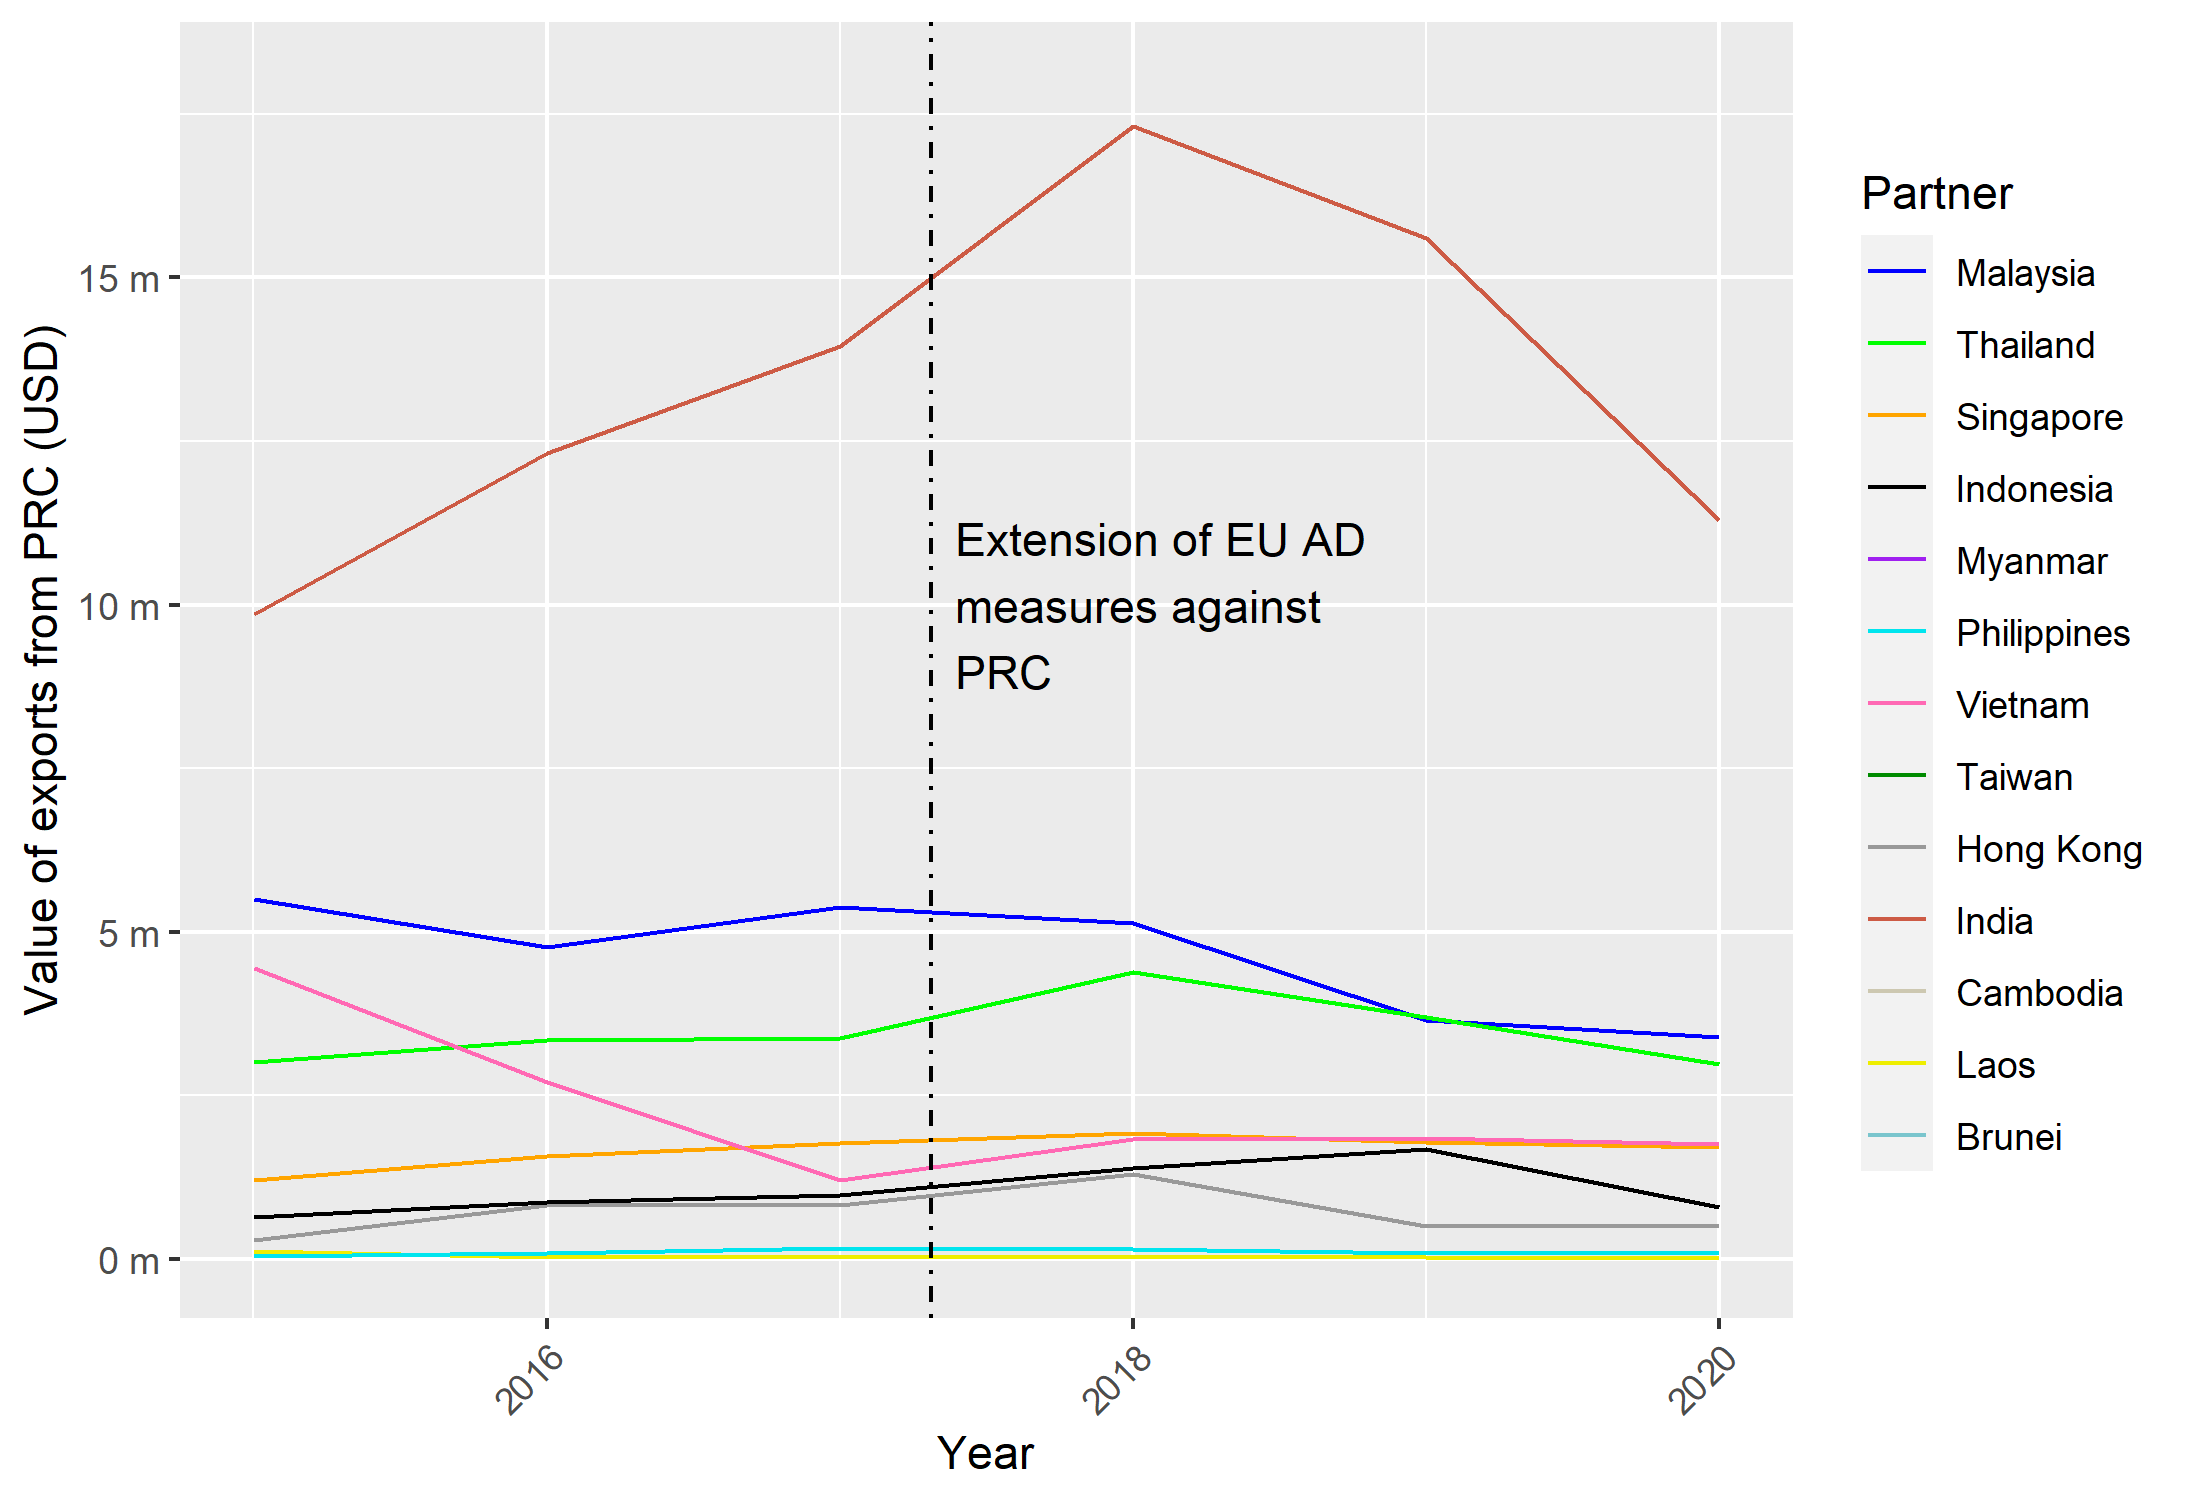 Value of exports from PRC (USD)
15 m
10 m
5 m
0 m
Extension of EU AD
measures against
PRC
2016
2018
2020
Year
Partner
Malaysia
Thailand
Singapore
Indonesia
Myanmar
Philippines
Vietnam
Taiwan
Hong Kong
India
Cambodia
Laos
Brunei